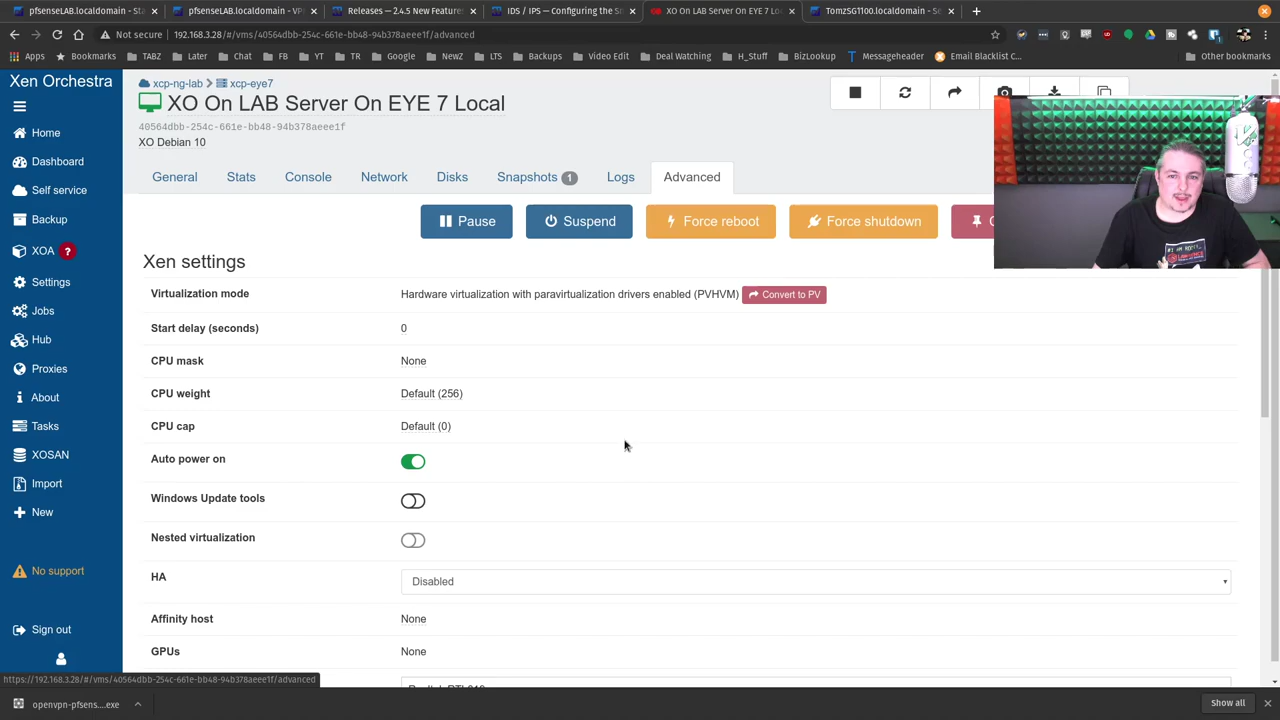 pfsenseLAB.localdomain - Sta
pfsenseLAB.localdomain - VP
Releases — 2.4.5 New Feature
IDS / IPS — Configuring the S
XO On LAB Server On EYE 7 Lo
TomzSG1100.localdomain - S
Not secure
192.168.3.28/#/vms/40564dbb-254c-661e-bb48-94b378aeee1f/advanced
Apps
Bookmarks
TABZ
Later
Chat
FB
YT
TR
Google
NewZ
LTS
Backups
Video Edit
Deal Watching
H_Stuff
BizLookup
Messageheader
Email Blacklist C...
Other bookmarks
Xen Orchestra
Home
Dashboard
Self service
Backup
XOA ?
Settings
Jobs
Hub
Proxies
About
Tasks
XOSAN
Import
New
No support
Sign out
xcp-ng-lab
xcp-eye7
XO On LAB Server On EYE 7 Local
40564dbb-254c-661e-bb48-94b378aeee1f
XO Debian 10
General
Stats
Console
Network
Disks
Snapshots 1
Logs
Advanced
Pause
Suspend
Force reboot
Force shutdown
Xen settings
Virtualization mode
Hardware virtualization with paravirtualization drivers enabled (PVHVM)
Convert to PV
Start delay (seconds)
0
CPU mask
None
CPU weight
Default (256)
CPU cap
Default (0)
Auto power on
Windows Update tools
Nested virtualization
HA
Disabled
Affinity host
None
GPUs
None
https://192.168.3.28/#/vms/40564dbb-254c-661e-bb48-94b378aeee1f/advanced
openvpn-pfsens....exe
Show all